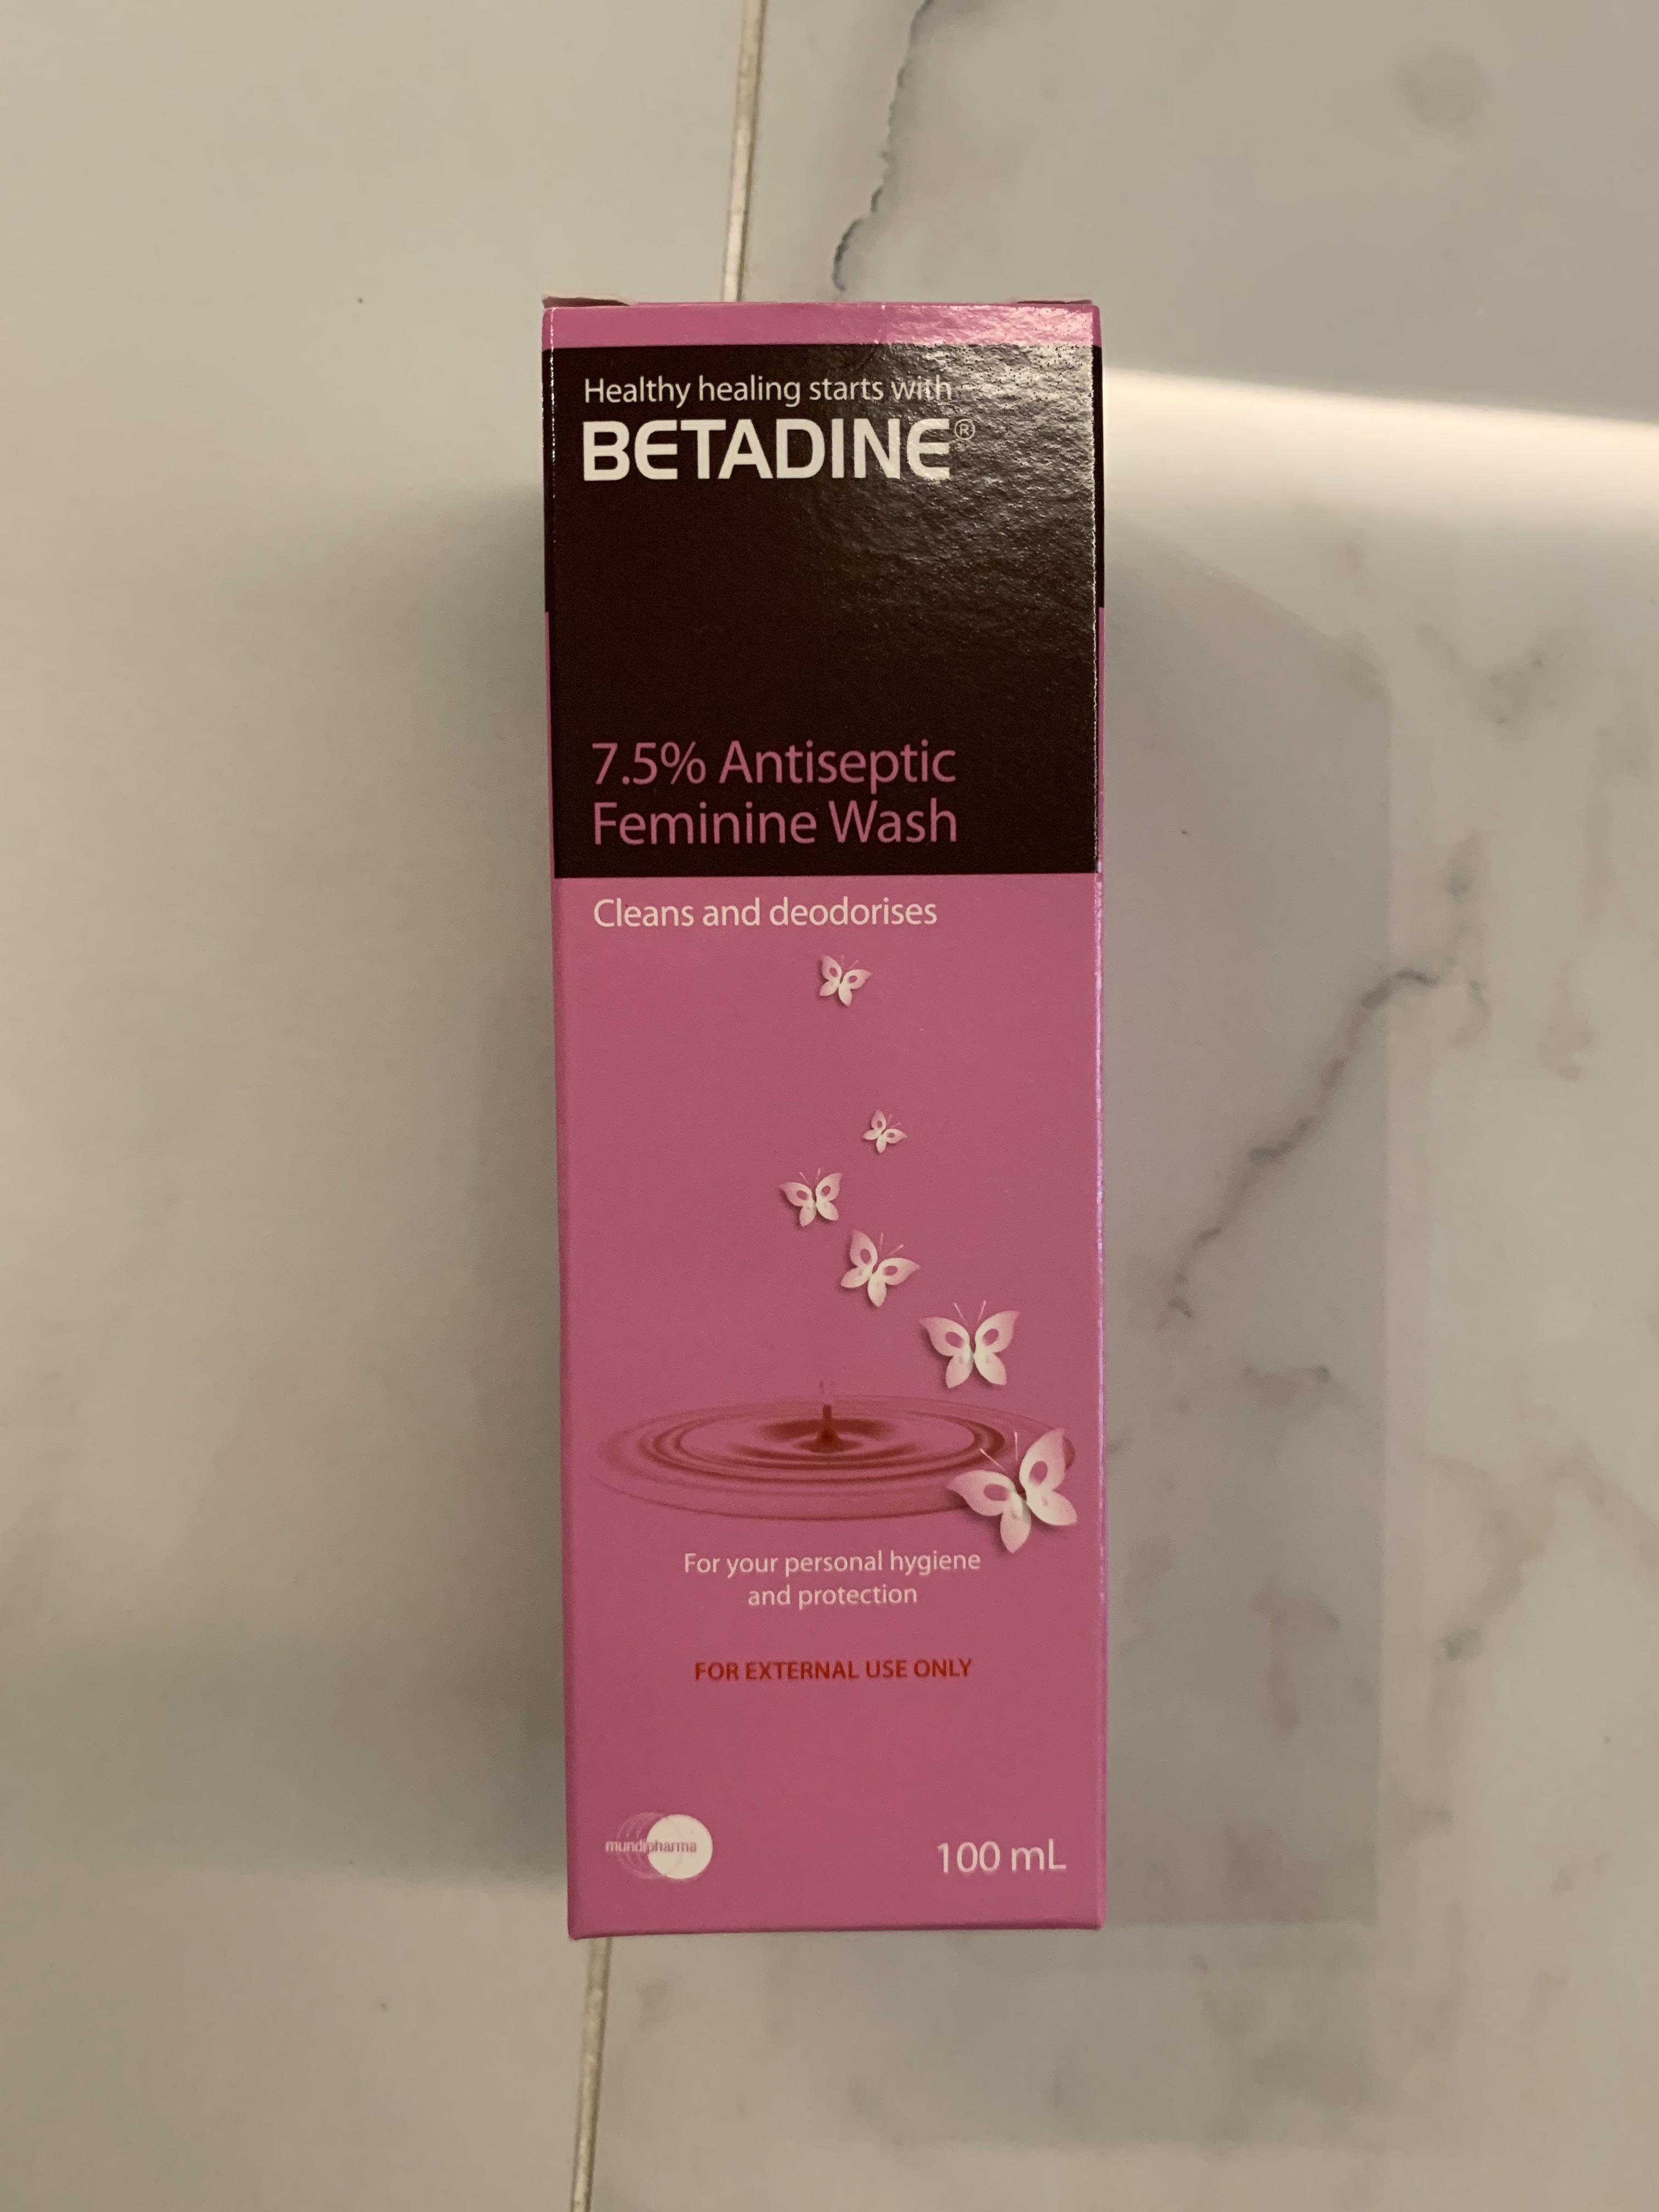 Healthy healing starts with
BETADINE®
7.5% Antiseptic
Feminine Wash
Cleans and deodorises
For your personal hygiene
and protection
FOR EXTERNAL USE ONLY
mundipharma
100 mL